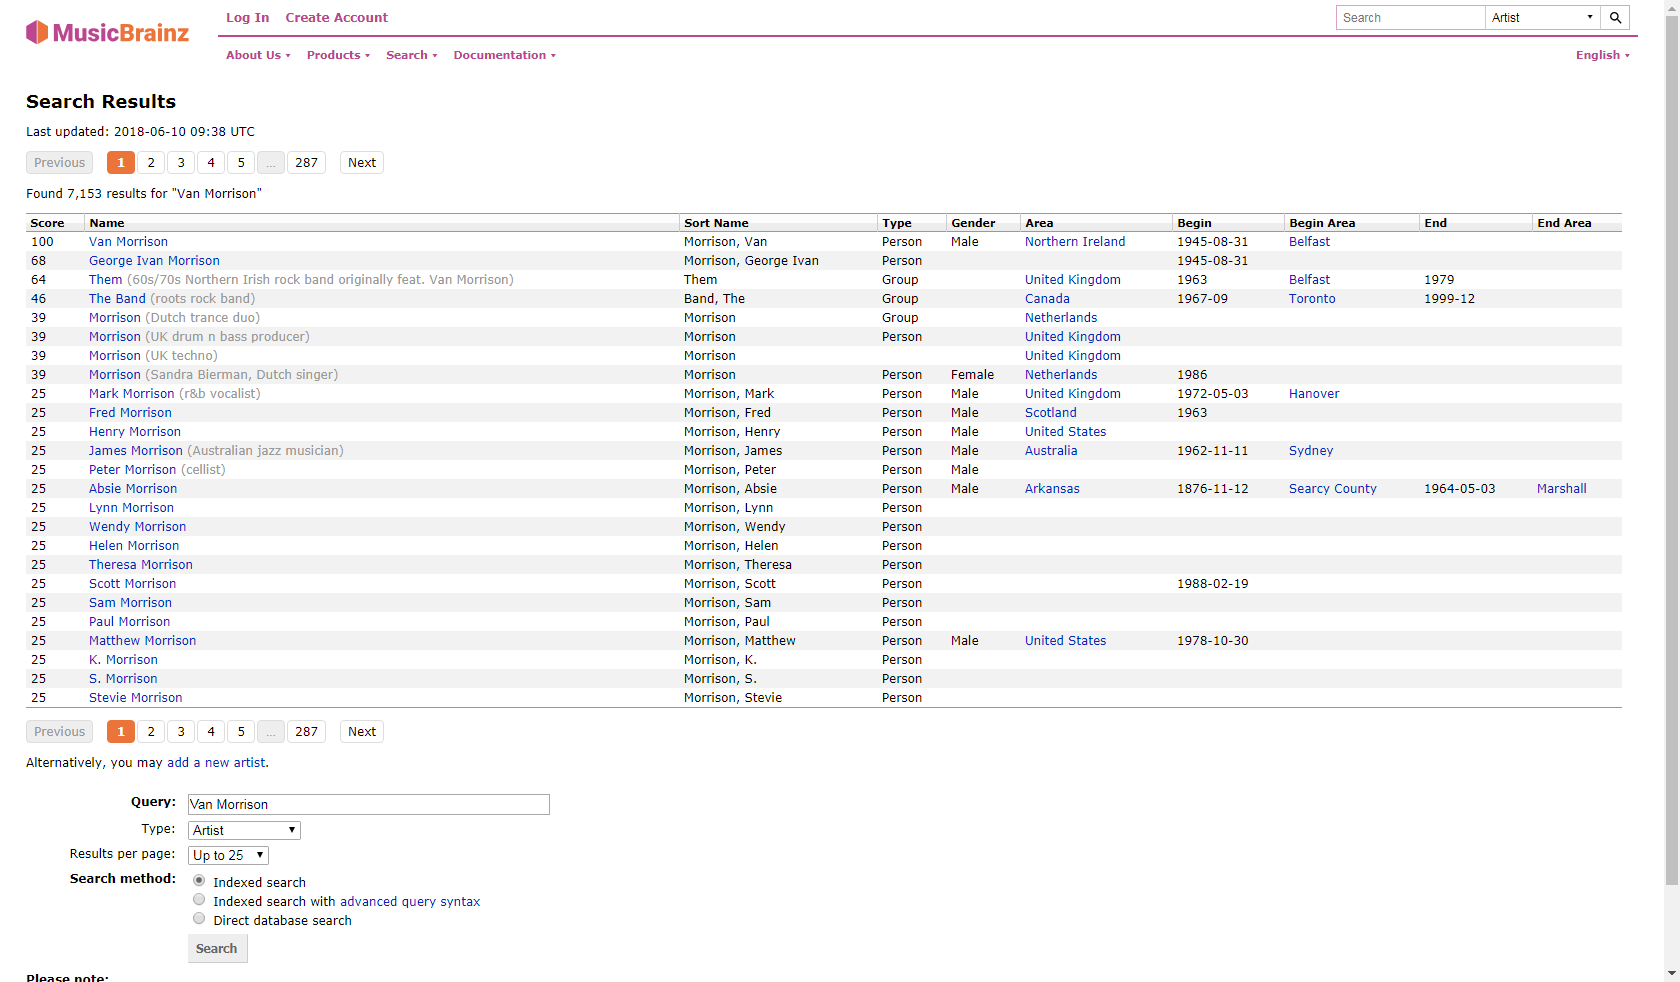 MusicBrainz
Log In Create Account
Search Artist
About Us Products Search Documentation English
Search Results
Last updated: 2018-06-10 09:38 UTC
Previous 1 2 3 4 5 ... 287 Next
Found 7,153 results for "Van Morrison"
Score Name Sort Name Type Gender Area Begin Begin Area End End Area
100 Van Morrison Morrison, Van Person Male Northern Ireland 1945-08-31 Belfast
68 George Ivan Morrison Morrison, George Ivan Person 1945-08-31
64 Them (60s/70s Northern Irish rock band originally feat. Van Morrison) Them Group United Kingdom 1963 Belfast 1979
46 The Band (roots rock band) Band, The Group Canada 1967-09 Toronto 1999-12
39 Morrison (Dutch trance duo) Morrison Group Netherlands
39 Morrison (UK drum n bass producer) Morrison Person United Kingdom
39 Morrison (UK techno) Morrison United Kingdom
39 Morrison (Sandra Bierman, Dutch singer) Morrison Person Female Netherlands 1986
25 Mark Morrison (r&b vocalist) Morrison, Mark Person Male United Kingdom 1972-05-03 Hanover
25 Fred Morrison Morrison, Fred Person Male Scotland 1963
25 Henry Morrison Morrison, Henry Person Male United States
25 James Morrison (Australian jazz musician) Morrison, James Person Male Australia 1962-11-11 Sydney
25 Peter Morrison (cellist) Morrison, Peter Person Male
25 Absie Morrison Morrison, Absie Person Male Arkansas 1876-11-12 Searcy County 1964-05-03 Marshall
25 Lynn Morrison Morrison, Lynn Person
25 Wendy Morrison Morrison, Wendy Person
25 Helen Morrison Morrison, Helen Person
25 Theresa Morrison Morrison, Theresa Person
25 Scott Morrison Morrison, Scott Person 1988-02-19
25 Sam Morrison Morrison, Sam Person
25 Paul Morrison Morrison, Paul Person
25 Matthew Morrison Morrison, Matthew Person Male United States 1978-10-30
25 K. Morrison Morrison, K. Person
25 S. Morrison Morrison, S. Person
25 Stevie Morrison Morrison, Stevie Person
Previous 1 2 3 4 5 ... 287 Next
Alternatively, you may add a new artist.
Query: Van Morrison
Type: Artist
Results per page: Up to 25
Search method: Indexed search
Indexed search with advanced query syntax
Direct database search
Search
Please note: